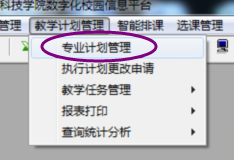 科技学院数字化校园信息平台
管理 教学计划管理 智能排课 选课管理
专业计划管理
执行计划更改申请
教学任务管理
报表打印
查询统计分析